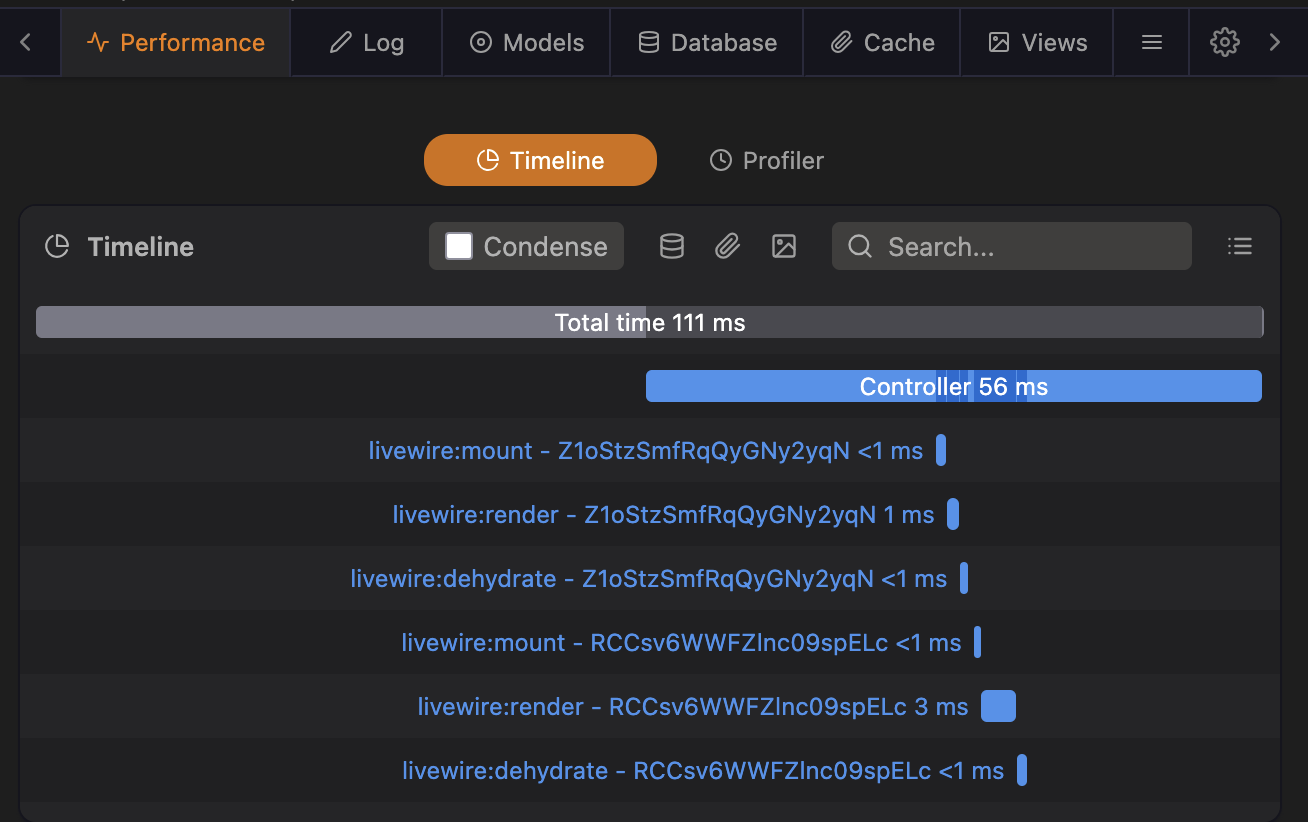 Performance Log Models Database Cache Views
Timeline Profiler
Timeline Condense Search...
Total time 111 ms
Controller 56 ms
livewire:mount - Z1oStzSmfRqQyGNy2yqN <1 ms
livewire:render - Z1oStzSmfRqQyGNy2yqN 1 ms
livewire:dehydrate - Z1oStzSmfRqQyGNy2yqN <1 ms
livewire:mount - RCCsv6WWFZlnc09spELc <1 ms
livewire:render - RCCsv6WWFZlnc09spELc 3 ms
livewire:dehydrate - RCCsv6WWFZlnc09spELc <1 ms